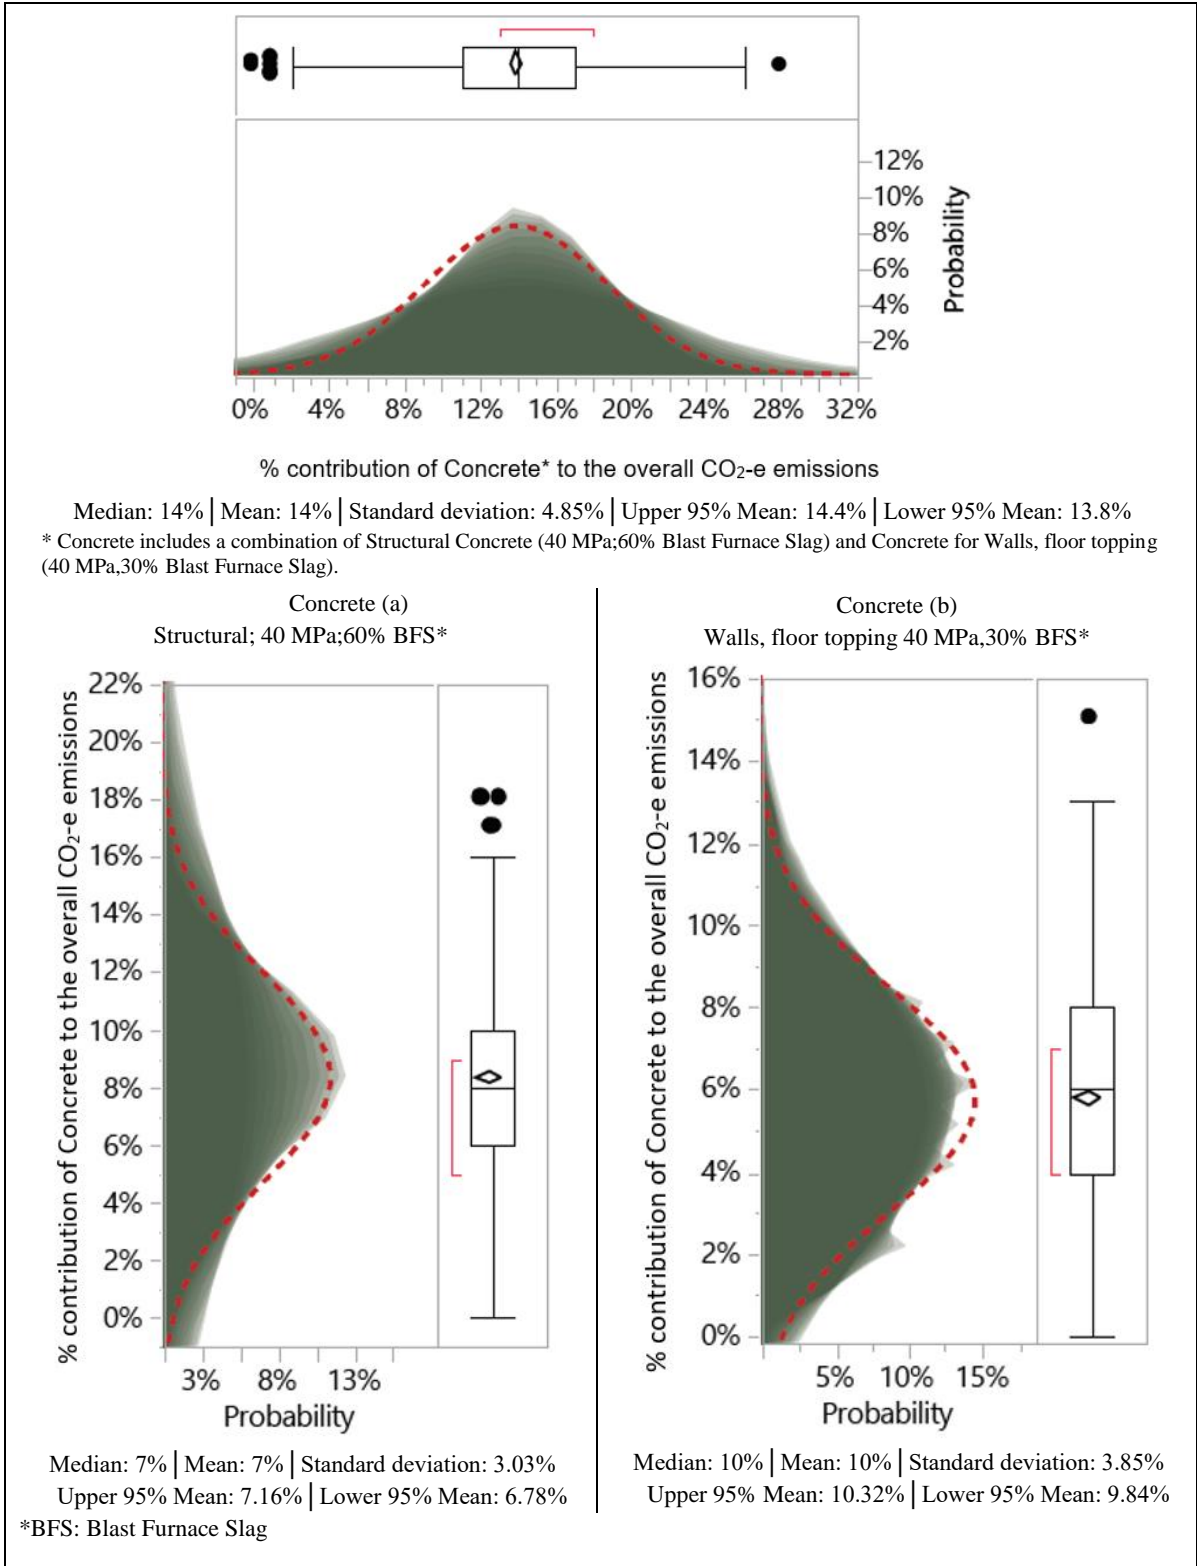 12%
10%
8%
6%
4%
2%
Probability
0% 4% 8% 12% 16% 20% 24% 28% 32%
% contribution of Concrete* to the overall CO₂-e emissions
Median: 14% | Mean: 14% | Standard deviation: 4.85% | Upper 95% Mean: 14.4% | Lower 95% Mean: 13.8%
* Concrete includes a combination of Structural Concrete (40 MPa;60% Blast Furnace Slag) and Concrete for Walls, floor topping
(40 MPa,30% Blast Furnace Slag).
Concrete (a)
Structural; 40 MPa;60% BFS*
% contribution of Concrete to the overall CO₂-e emissions
22%
20%
18%
16%
14%
12%
10%
8%
6%
4%
2%
0%
3% 8% 13%
Probability
Median: 7% | Mean: 7% | Standard deviation: 3.03%
Upper 95% Mean: 7.16% | Lower 95% Mean: 6.78%
Concrete (b)
Walls, floor topping 40 MPa,30% BFS*
% contribution of Concrete to the overall CO₂-e emissions
16%
14%
12%
10%
8%
6%
4%
2%
0%
5% 10% 15%
Probability
Median: 10% | Mean: 10% | Standard deviation: 3.85%
Upper 95% Mean: 10.32% | Lower 95% Mean: 9.84%
*BFS: Blast Furnace Slag